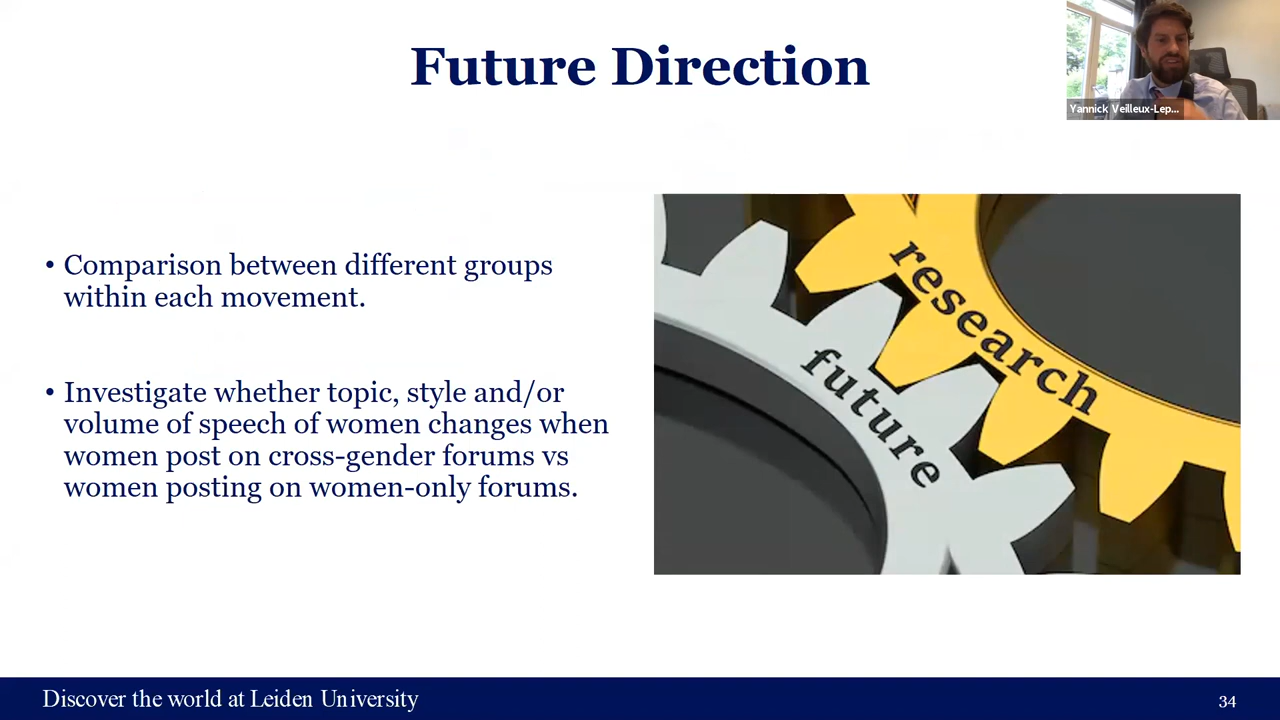 Future Direction
Yannick Veilleux-Lep...
• Comparison between different groups
within each movement.
• Investigate whether topic, style and/or
volume of speech of women changes when
women post on cross-gender forums vs
women posting on women-only forums.
research
future
Discover the world at Leiden University
34